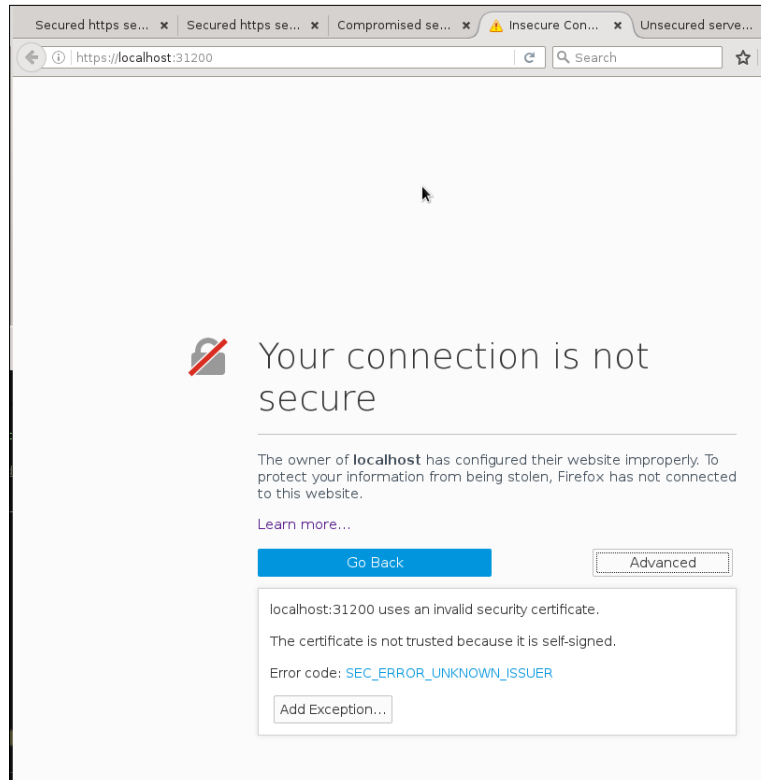 Secured https se... × Secured https se... × Compromised se... × Insecure Con... × Unsecured serve...
https://localhost:31200 Search
Your connection is not
secure
The owner of localhost has configured their website improperly. To
protect your information from being stolen, Firefox has not connected
to this website.
Learn more...
Go Back Advanced
localhost:31200 uses an invalid security certificate.
The certificate is not trusted because it is self-signed.
Error code: SEC_ERROR_UNKNOWN_ISSUER
Add Exception...